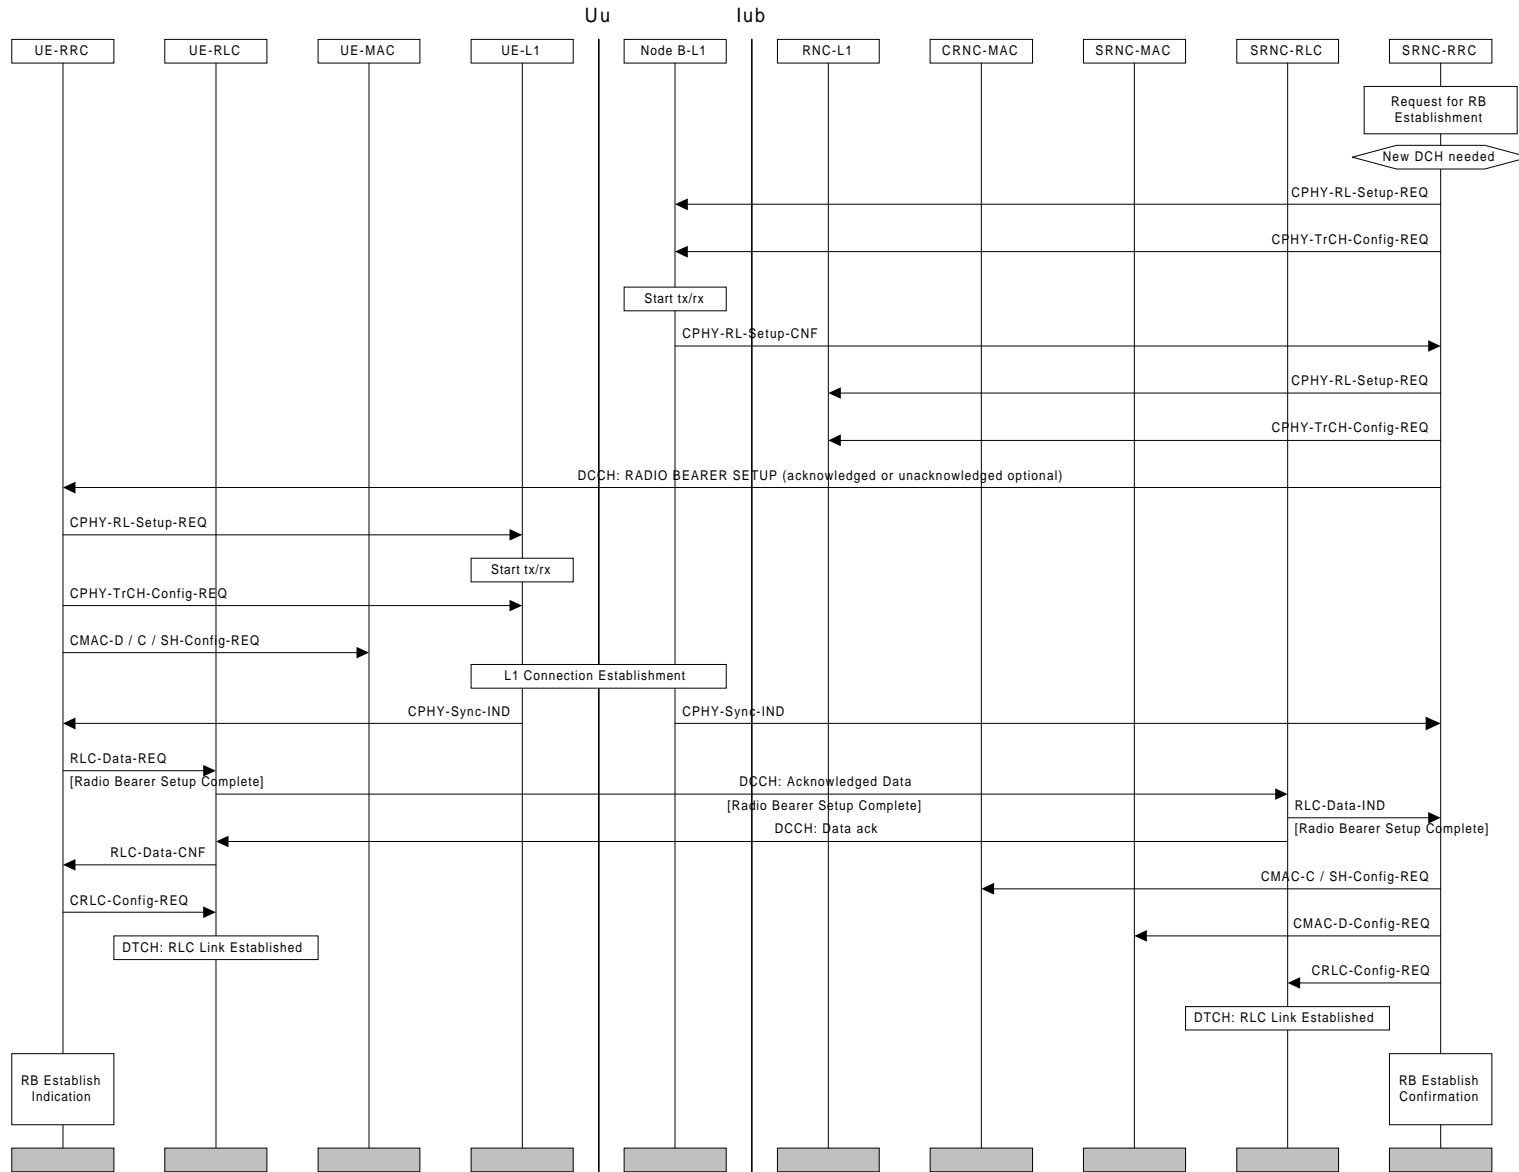 Uu
Iub
UE-RRC
UE-RLC
UE-MAC
UE-L1
Node B-L1
RNC-L1
CRNC-MAC
SRNC-MAC
SRNC-RLC
SRNC-RRC
Request for RB
Establishment
New DCH needed
CPHY-RL-Setup-REQ
CPHY-TrCH-Config-REQ
Start tx/rx
CPHY-RL-Setup-CNF
CPHY-RL-Setup-REQ
CPHY-TrCH-Config-REQ
DCCH: RADIO BEARER SETUP (acknowledged or unacknowledged optional)
CPHY-RL-Setup-REQ
Start tx/rx
CPHY-TrCH-Config-REQ
CMAC-D / C / SH-Config-REQ
L1 Connection Establishment
CPHY-Sync-IND
CPHY-Sync-IND
RLC-Data-REQ
[Radio Bearer Setup Complete]
DCCH: Acknowledged Data
[Radio Bearer Setup Complete]
RLC-Data-IND
[Radio Bearer Setup Complete]
DCCH: Data ack
RLC-Data-CNF
CMAC-C / SH-Config-REQ
CRLC-Config-REQ
CMAC-D-Config-REQ
DTCH: RLC Link Established
CRLC-Config-REQ
DTCH: RLC Link Established
RB Establish
Indication
RB Establish
Confirmation